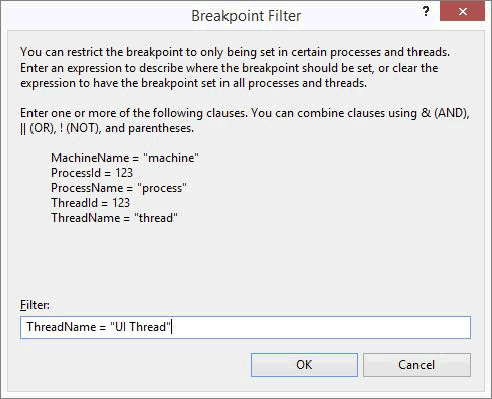 Breakpoint Filter
?
x
You can restrict the breakpoint to only being set in certain processes and threads.
Enter an expression to describe where the breakpoint should be set, or clear the
expression to have the breakpoint set in all processes and threads.
Enter one or more of the following clauses. You can combine clauses using & (AND),
|| (OR), ! (NOT), and parentheses.
MachineName = "machine"
ProcessId = 123
ProcessName = "process"
ThreadId = 123
ThreadName = "thread"
Filter:
ThreadName = "UI Thread"
OK
Cancel